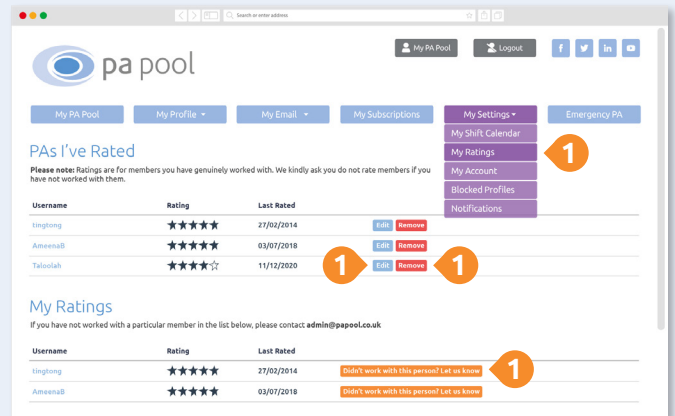 Search or enter address
My PA Pool
Logout
pa pool
My PA Pool
My Profile
My Email
My Subscriptions
My Settings
Emergency PA
My Shift Calendar
My Ratings
1
My Account
Blocked Profiles
Notifications
PAs I've Rated
Please note: Ratings are for members you have genuinely worked with. We kindly ask you do not rate members if you
have not worked with them.
Username Rating Last Rated
tingtong ★★★★★ 27/02/2014 Edit Remove
AmeenaB ★★★★★ 03/07/2018 Edit Remove
Taloolah ★★★★☆ 11/12/2020 1 Edit Remove 1
My Ratings
If you have not worked with a particular member in the list below, please contact admin@papool.co.uk
Username Rating Last Rated
tingtong ★★★★★ 27/02/2014 Didn't work with this person? Let us know 1
AmeenaB ★★★★★ 03/07/2018 Didn't work with this person? Let us know